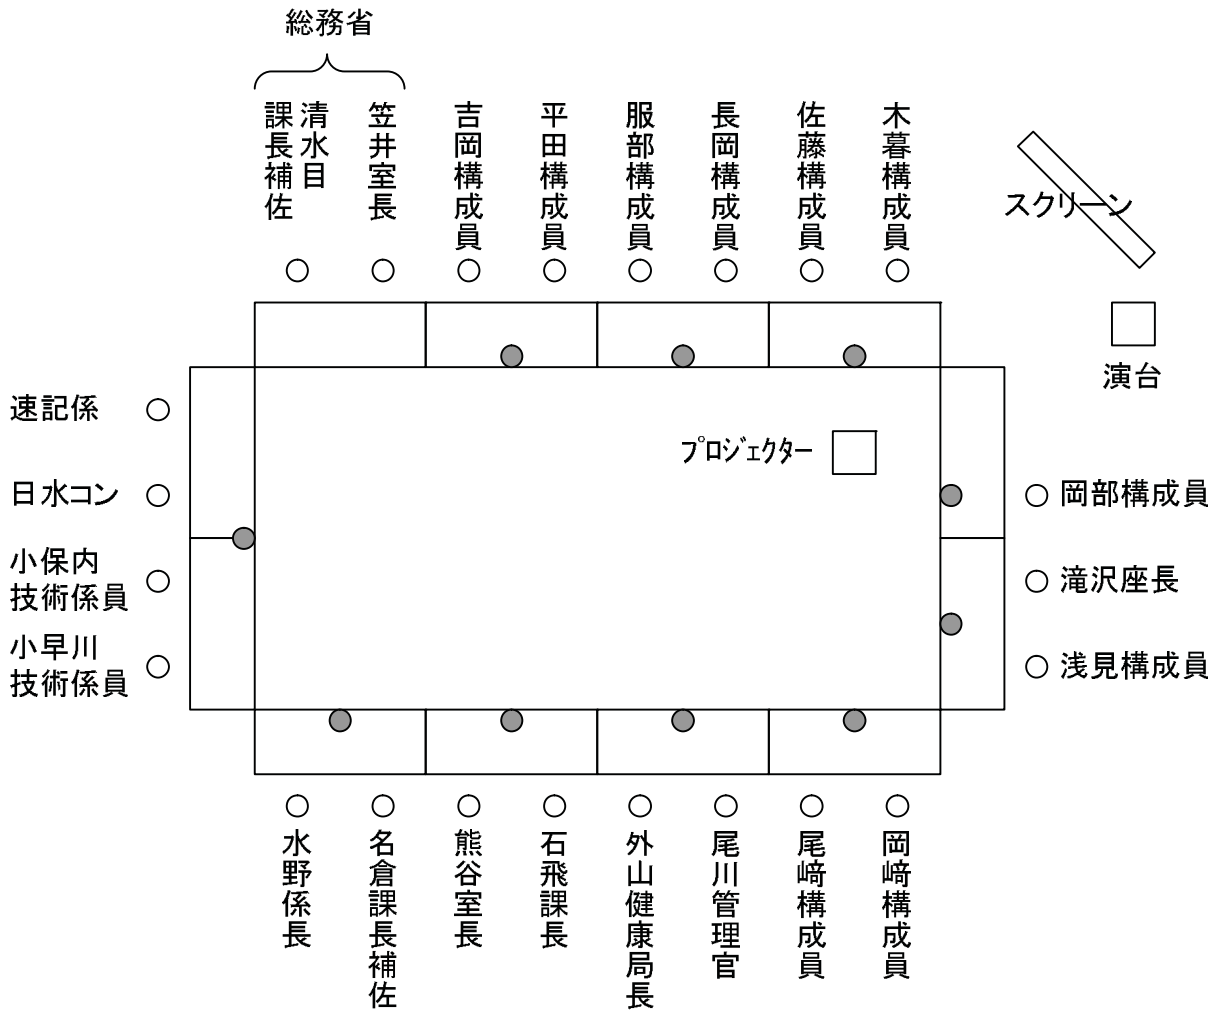 総務省
清水目
課長補佐
笠井室長
吉岡構成員
平田構成員
服部構成員
長岡構成員
佐藤構成員
木暮構成員
スクリーン
演台
プロジェクター
速記係
日水コン
小保内
技術係員
小早川
技術係員
岡部構成員
滝沢座長
浅見構成員
水野係長
名倉課長補佐
熊谷室長
石飛課長
外山健康局長
尾川管理官
尾﨑構成員
岡﨑構成員